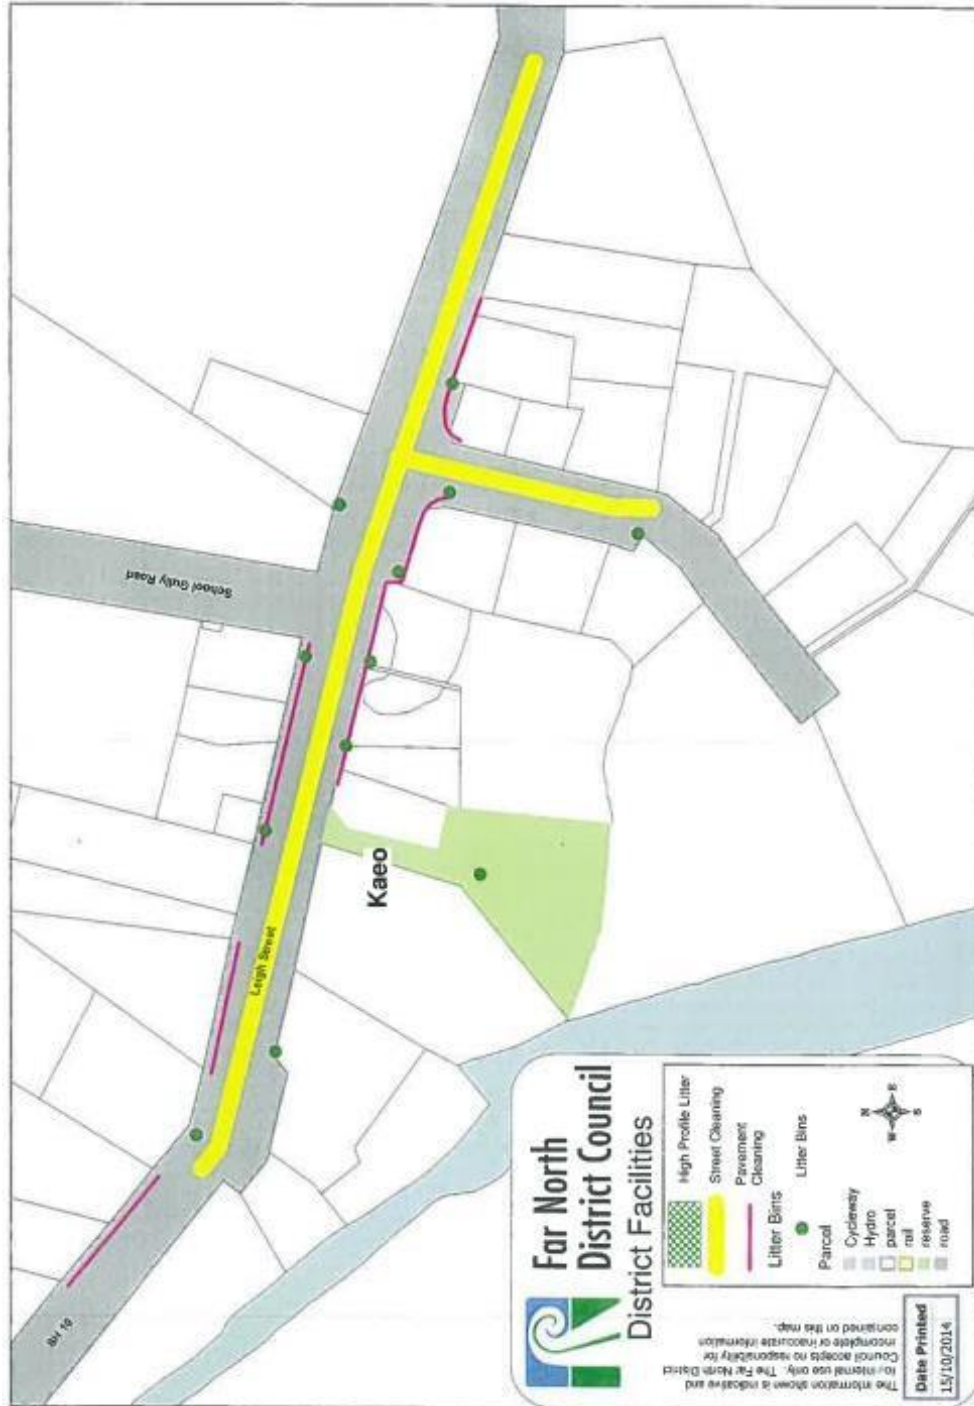 School Gully Road
Leigh Street
Kaeo
SH 10
Far North
District Council
District Facilities
High Profile Litter
Street Cleaning
Pavement
Cleaning
Litter Bins
Litter Bins
Parcel
Cycleway
Hydro
parcel
rail
reserve
road
N
W E
S
The information shown is indicative and
for internal use only. The Far North District
Council accepts no responsibility for
incomplete or inaccurate information
contained on this map.
Date Printed
15/10/2014